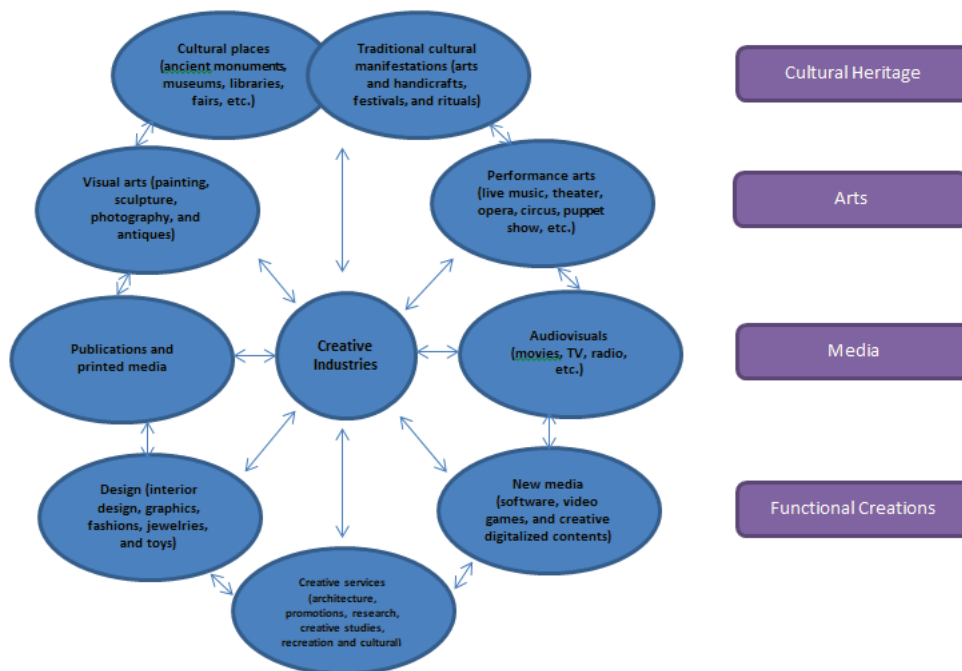 Cultural places
(ancient monuments,
museums, libraries,
fairs, etc.)
Traditional cultural
manifestations (arts
and handicrafts,
festivals, and rituals)
Cultural Heritage
Visual arts (painting,
sculpture,
photography, and
antiques)
Performance arts
(live music, theater,
opera, circus, puppet
show, etc.)
Arts
Publications and
printed media
Creative
Industries
Audiovisuals
(movies, TV, radio,
etc.)
Media
Design (interior
design, graphics,
fashions, jewelries,
and toys)
New media
(software, video
games, and creative
digitalized contents)
Functional Creations
Creative services
(architecture,
promotions, research,
creative studies,
recreation and cultural)